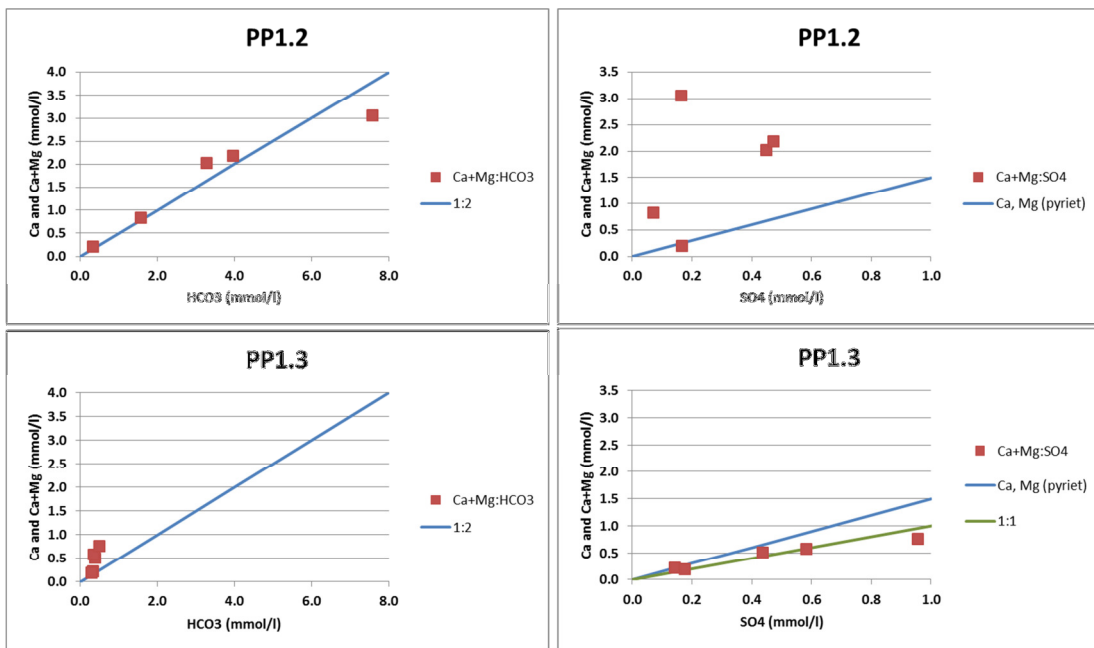 PP1.2
Ca and Ca+Mg (mmol/l)
4.0
3.5
3.0
2.5
2.0
1.5
1.0
0.5
0.0
0.0 2.0 4.0 6.0 8.0
HCO3 (mmol/l)
Ca+Mg:HCO3
1:2
PP1.2
Ca and Ca+Mg (mmol/l)
3.5
3.0
2.5
2.0
1.5
1.0
0.5
0.0
0.0 0.2 0.4 0.6 0.8 1.0
SO4 (mmol/l)
Ca+Mg:SO4
Ca, Mg (pyriet)
PP1.3
Ca and Ca+Mg (mmol/l)
4.0
3.5
3.0
2.5
2.0
1.5
1.0
0.5
0.0
0.0 2.0 4.0 6.0 8.0
HCO3 (mmol/l)
Ca+Mg:HCO3
1:2
PP1.3
Ca and Ca+Mg (mmol/l)
3.5
3.0
2.5
2.0
1.5
1.0
0.5
0.0
0.0 0.2 0.4 0.6 0.8 1.0
SO4 (mmol/l)
Ca+Mg:SO4
Ca, Mg (pyriet)
1:1